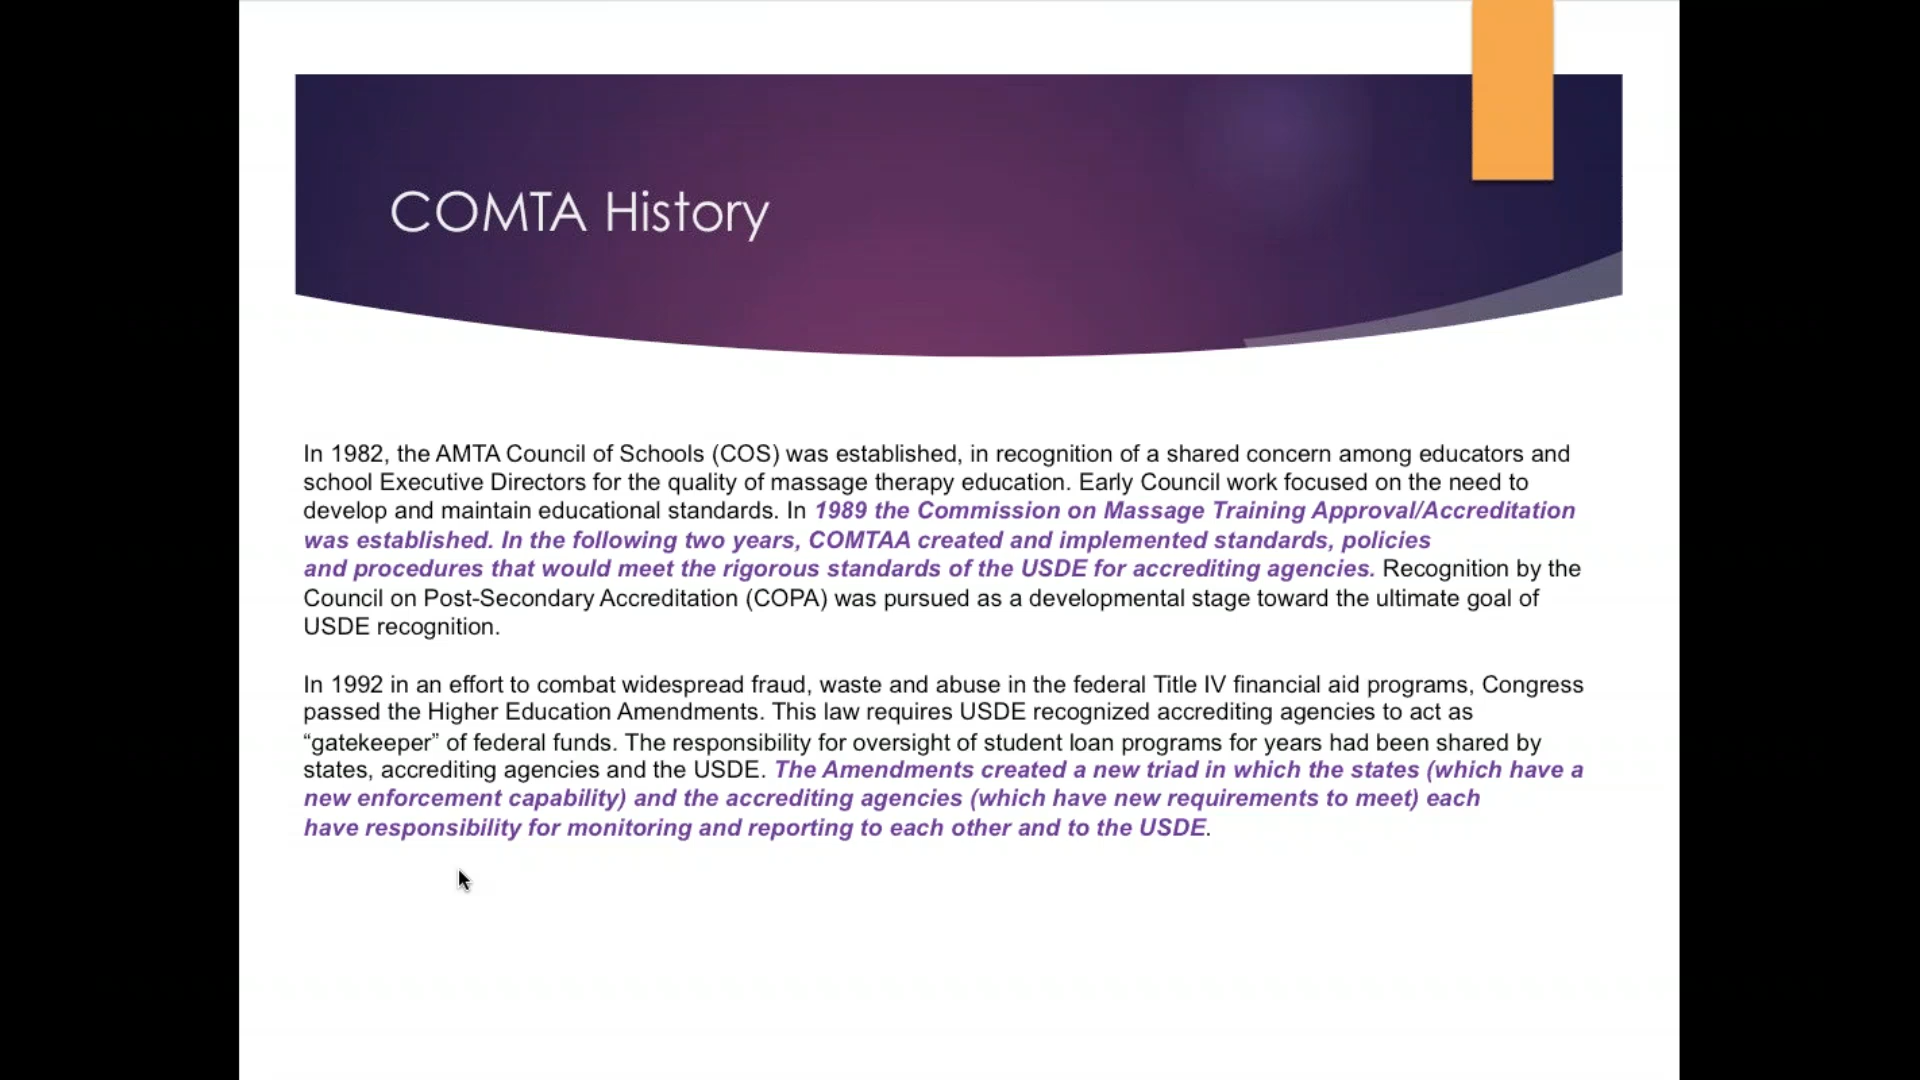 COMTA History
In 1982, the AMTA Council of Schools (COS) was established, in recognition of a shared concern among educators and
school Executive Directors for the quality of massage therapy education. Early Council work focused on the need to
develop and maintain educational standards. In 1989 the Commission on Massage Training Approval/Accreditation
was established. In the following two years, COMTAA created and implemented standards, policies
and procedures that would meet the rigorous standards of the USDE for accrediting agencies. Recognition by the
Council on Post-Secondary Accreditation (COPA) was pursued as a developmental stage toward the ultimate goal of
USDE recognition.
In 1992 in an effort to combat widespread fraud, waste and abuse in the federal Title IV financial aid programs, Congress
passed the Higher Education Amendments. This law requires USDE recognized accrediting agencies to act as
“gatekeeper” of federal funds. The responsibility for oversight of student loan programs for years had been shared by
states, accrediting agencies and the USDE. The Amendments created a new triad in which the states (which have a
new enforcement capability) and the accrediting agencies (which have new requirements to meet) each
have responsibility for monitoring and reporting to each other and to the USDE.